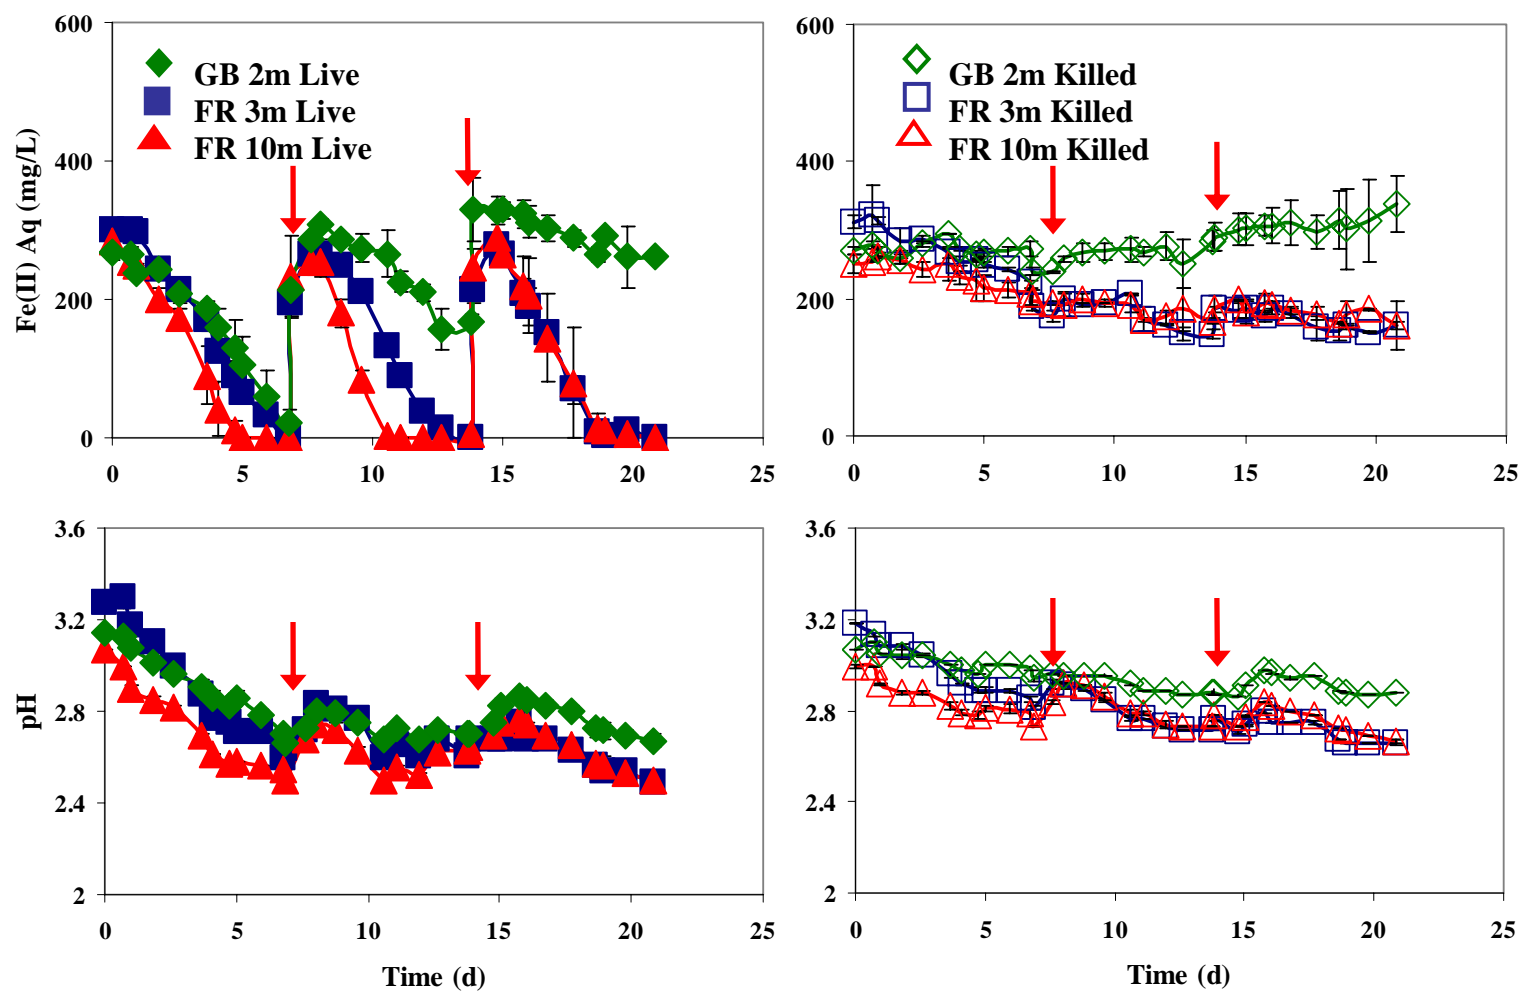 Fe(II) Aq (mg/L)
600
400
200
0
GB 2m Live
FR 3m Live
FR 10m Live
0 5 10 15 20 25
600
400
200
0
GB 2m Killed
FR 3m Killed
FR 10m Killed
0 5 10 15 20 25
pH
3.6
3.2
2.8
2.4
2
0 5 10 15 20 25
Time (d)
3.6
3.2
2.8
2.4
2
0 5 10 15 20 25
Time (d)